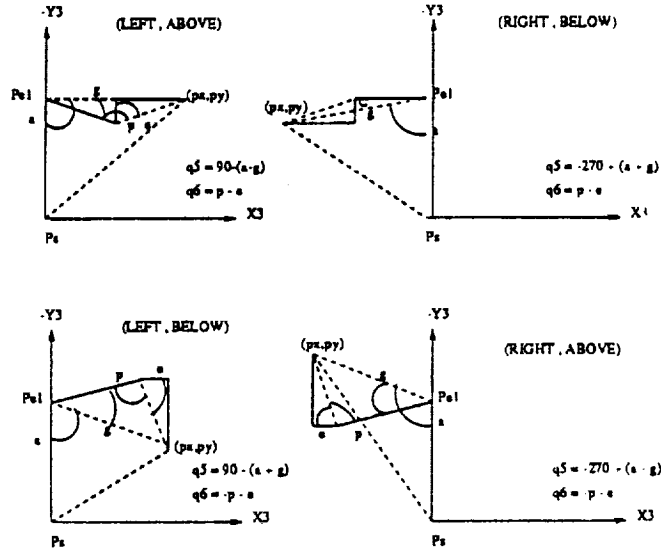 -Y3
(LEFT , ABOVE)
Pe1
g
(px,py)
a
p
q5 = 90-(a-g)
q6 = p - e
X3
Ps
-Y3
(RIGHT , BELOW)
Pe1
(px,py)
g
a
q5 = -270 + (a + g)
q6 = p - e
X3
Ps
-Y3
(LEFT , BELOW)
p
e
Pe1
a
g
(px,py)
q5 = 90 - (a + g)
q6 = -p - e
X3
Ps
-Y3
(RIGHT , ABOVE)
(px,py)
g
Pe1
a
e
p
q5 = -270 + (a - g)
q6 = -p - e
X3
Ps